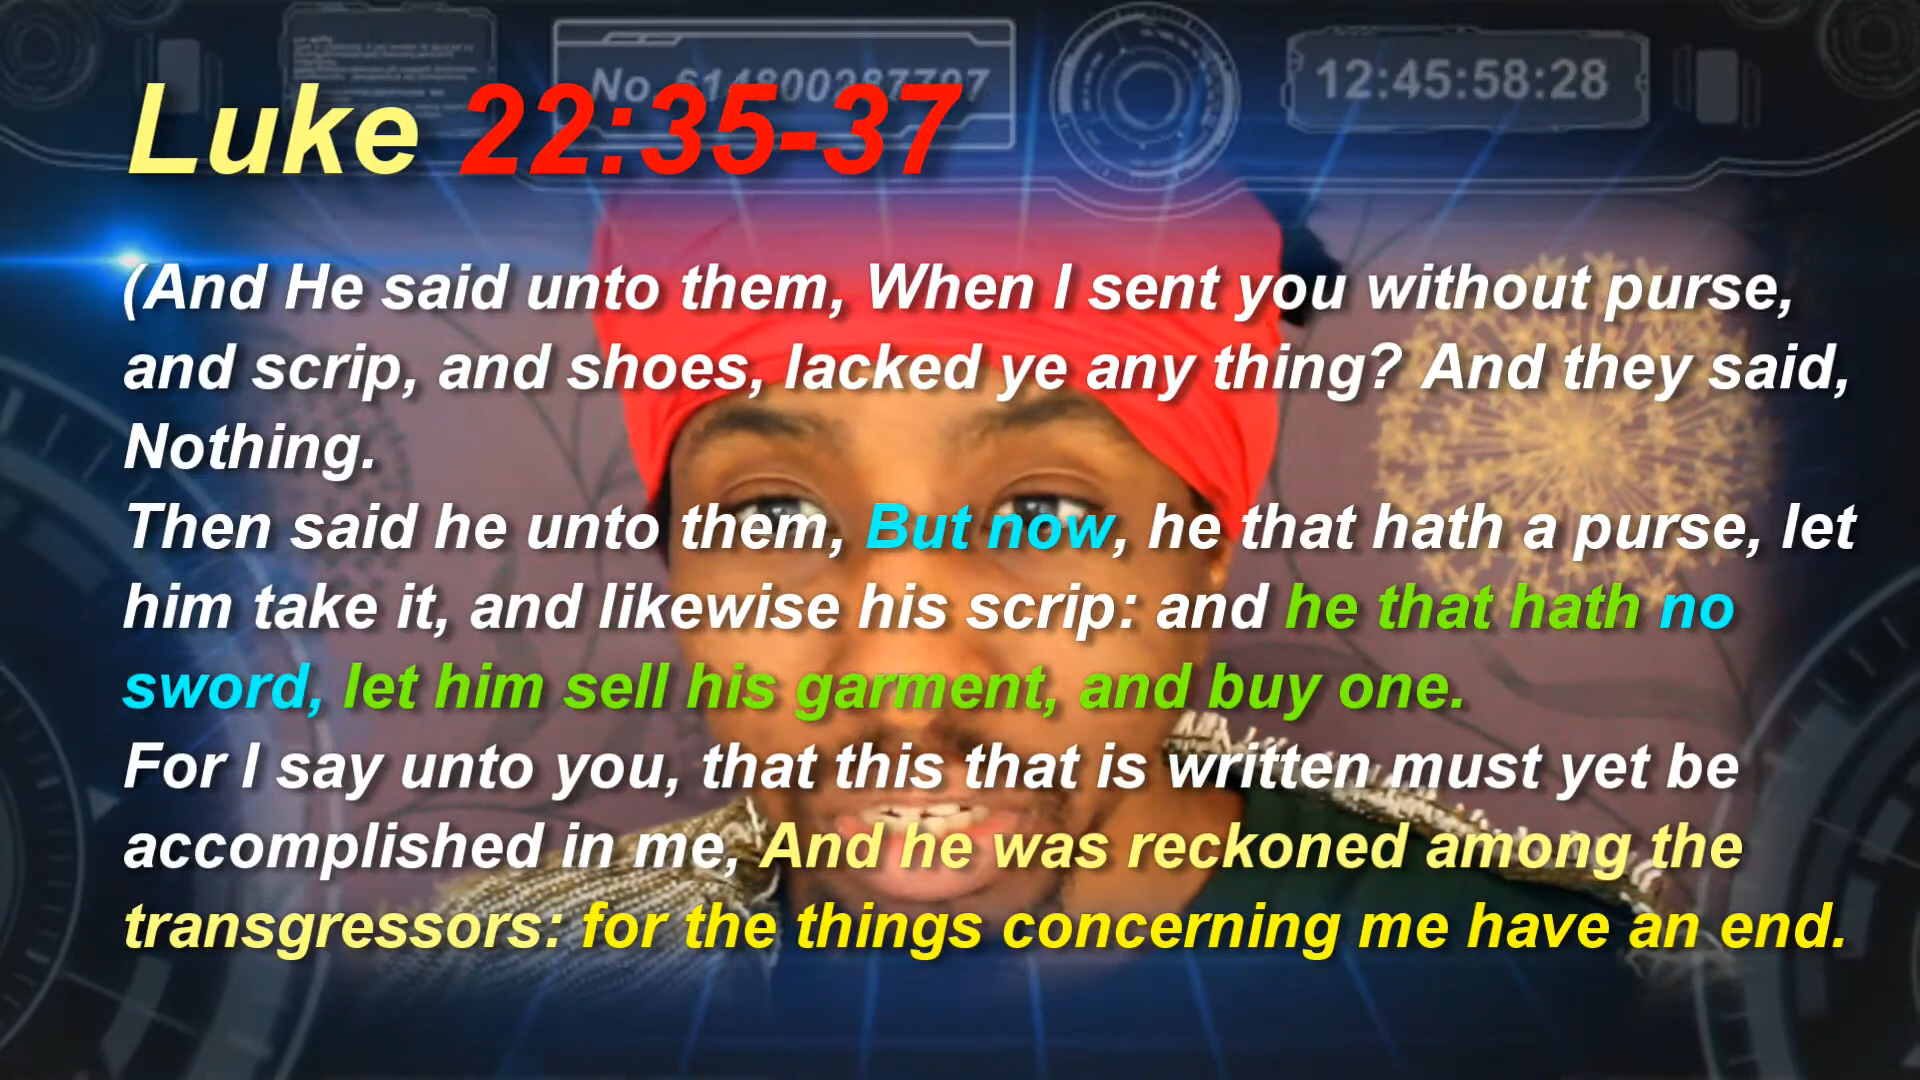 No. 614800287797
12:45:58:28
Luke 22:35-37
(And He said unto them, When I sent you without purse,
and scrip, and shoes, lacked ye any thing? And they said,
Nothing.
Then said he unto them, But now, he that hath a purse, let
him take it, and likewise his scrip: and he that hath no
sword, let him sell his garment, and buy one.
For I say unto you, that this that is written must yet be
accomplished in me, And he was reckoned among the
transgressors: for the things concerning me have an end.